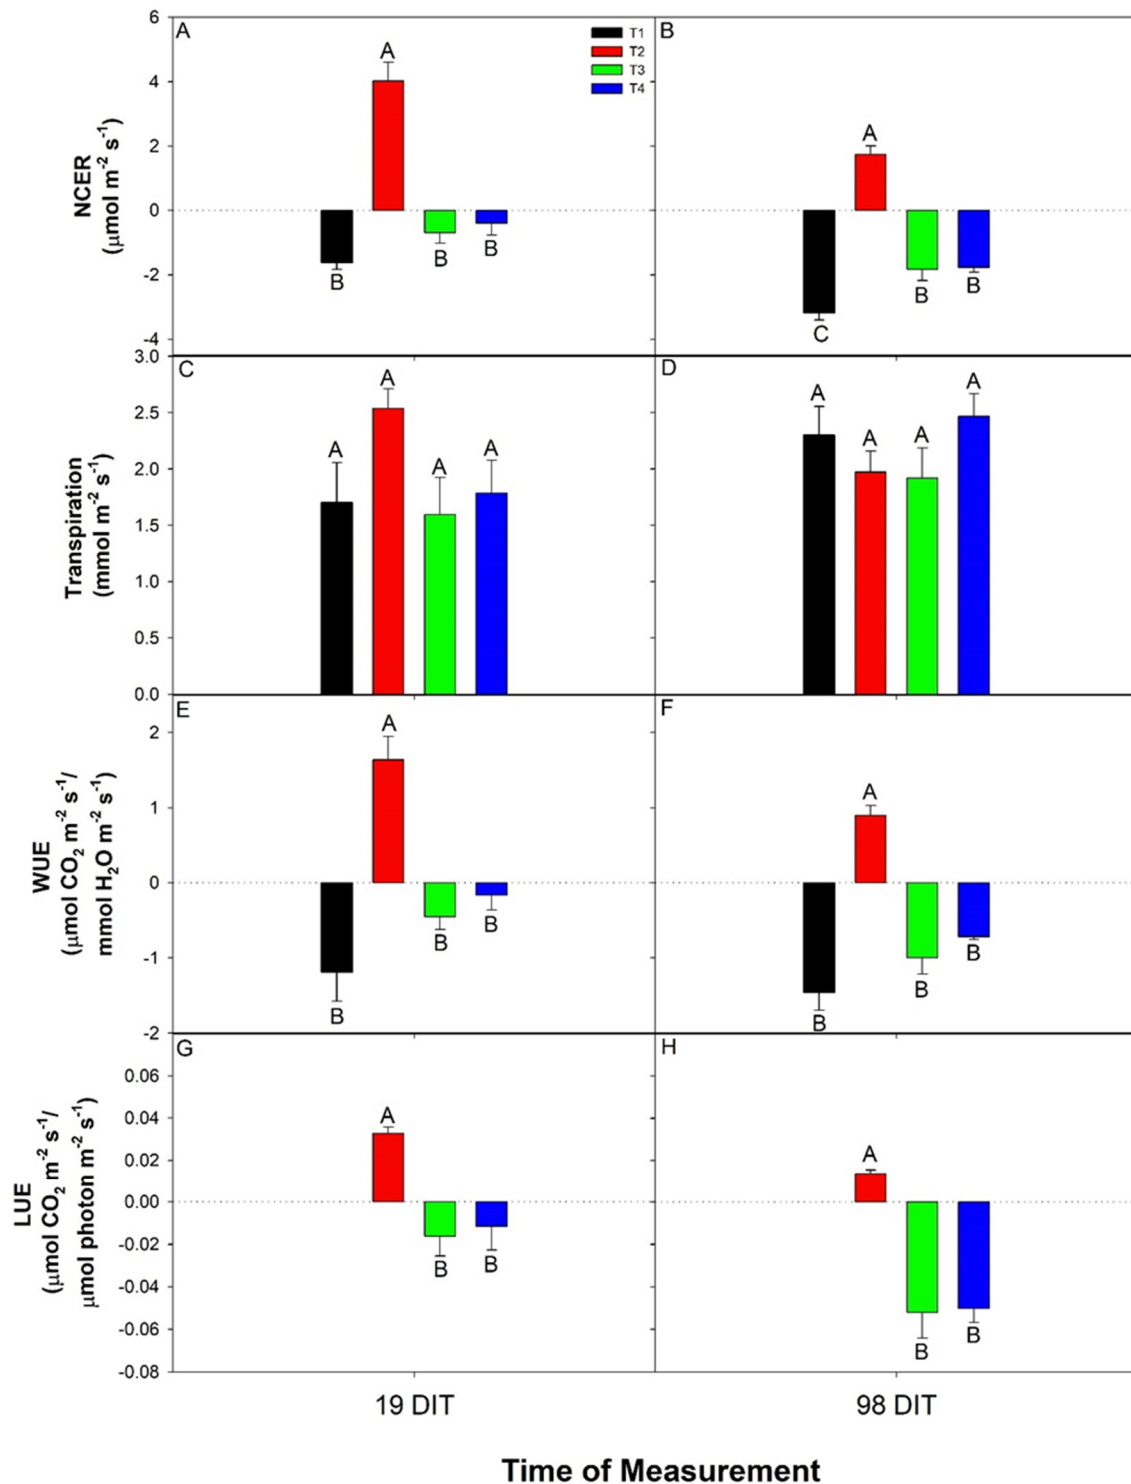 A
B
T1
T2
T3
T4
6
4
2
0
-2
-4
NCER
(μmol m⁻² s⁻¹)
A
B
B
B
A
C
B
B
C
D
3.0
2.5
2.0
1.5
1.0
0.5
0.0
Transpiration
(mmol m⁻² s⁻¹)
A
A
A
A
A
A
A
A
E
F
2
1
0
-1
-2
WUE
(μmol CO₂ m⁻² s⁻¹/
mmol H₂O m⁻² s⁻¹)
A
B
B
B
A
B
B
B
G
H
0.06
0.04
0.02
0.00
-0.02
-0.04
-0.06
-0.08
LUE
(μmol CO₂ m⁻² s⁻¹/
μmol photon m⁻² s⁻¹)
A
B
B
A
B
B
19 DIT
98 DIT
Time of Measurement